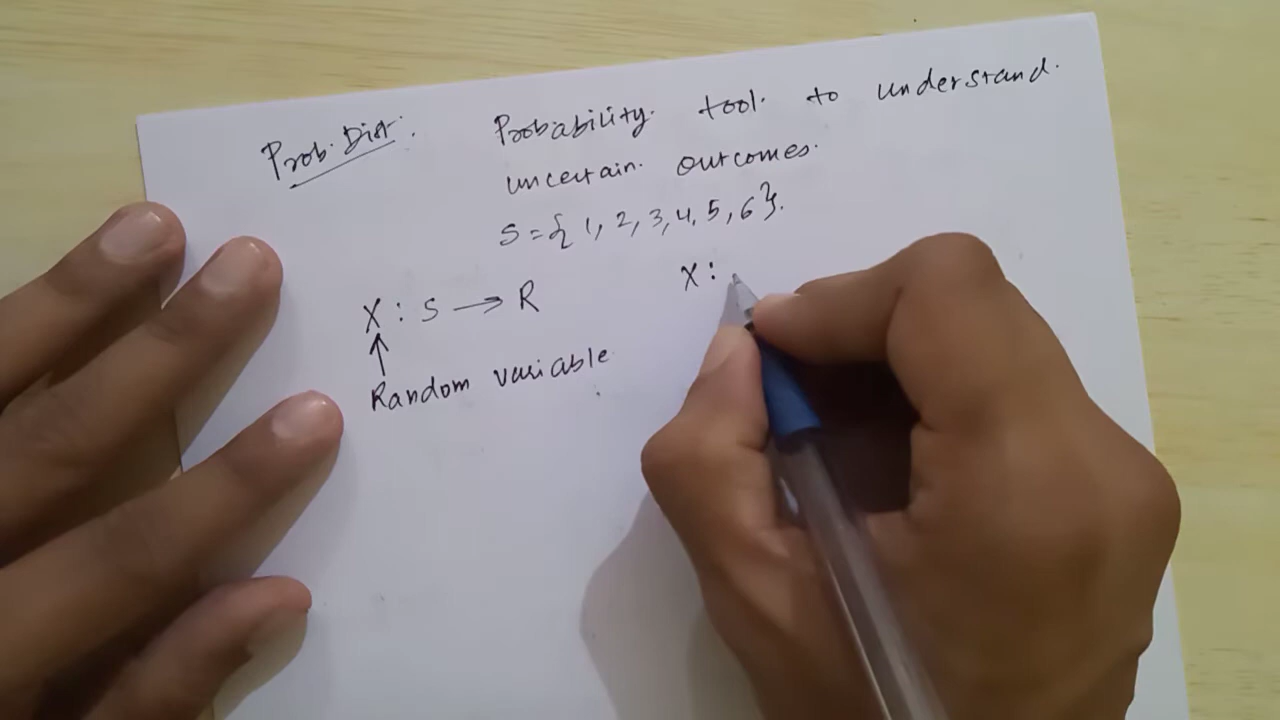 Prob. Dist. Probability. tool. to understand.
uncertain. outcomes.
S = { 1, 2, 3, 4, 5, 6 }.
X : S → R
X :
Random variable